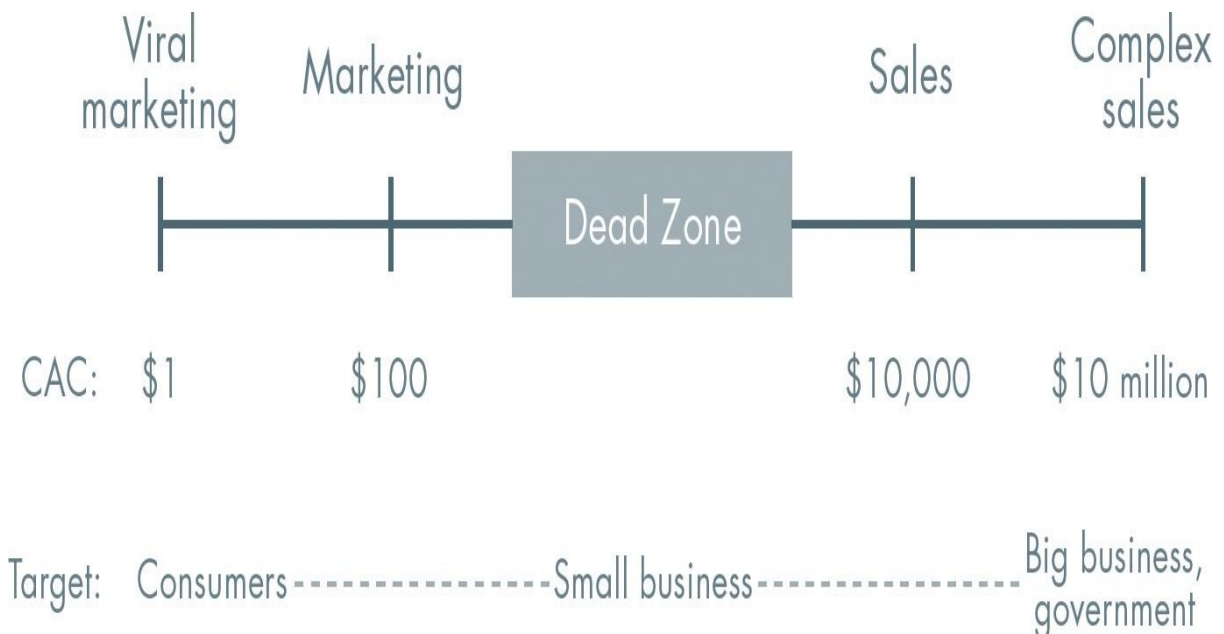 Viral
marketing
Marketing
Sales
Complex
sales
Dead Zone
CAC: $1 $100 $10,000 $10 million
Target: Consumers Small business Big business,
government